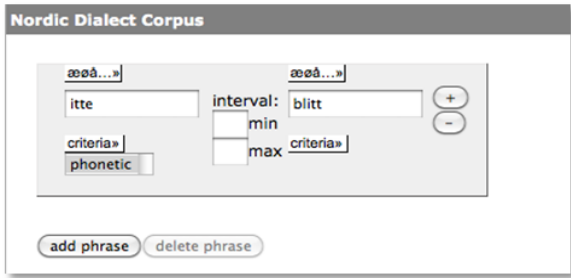 Nordic Dialect Corpus
æøå...» æøå...»
itte interval: blitt +
min -
criteria» max criteria»
phonetic
add phrase delete phrase